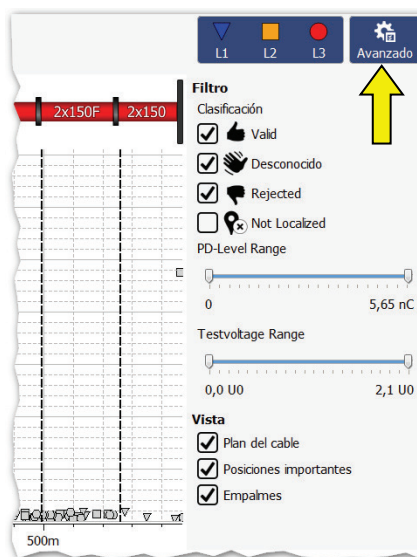 L1 L2 L3 Avanzado
2x150F 2x150
Filtro
Clasificación
Valid
Desconocido
Rejected
Not Localized
PD-Level Range
0 5,65 nC
Testvoltage Range
0,0 U0 2,1 U0
Vista
Plan del cable
Posiciones importantes
Empalmes
500m